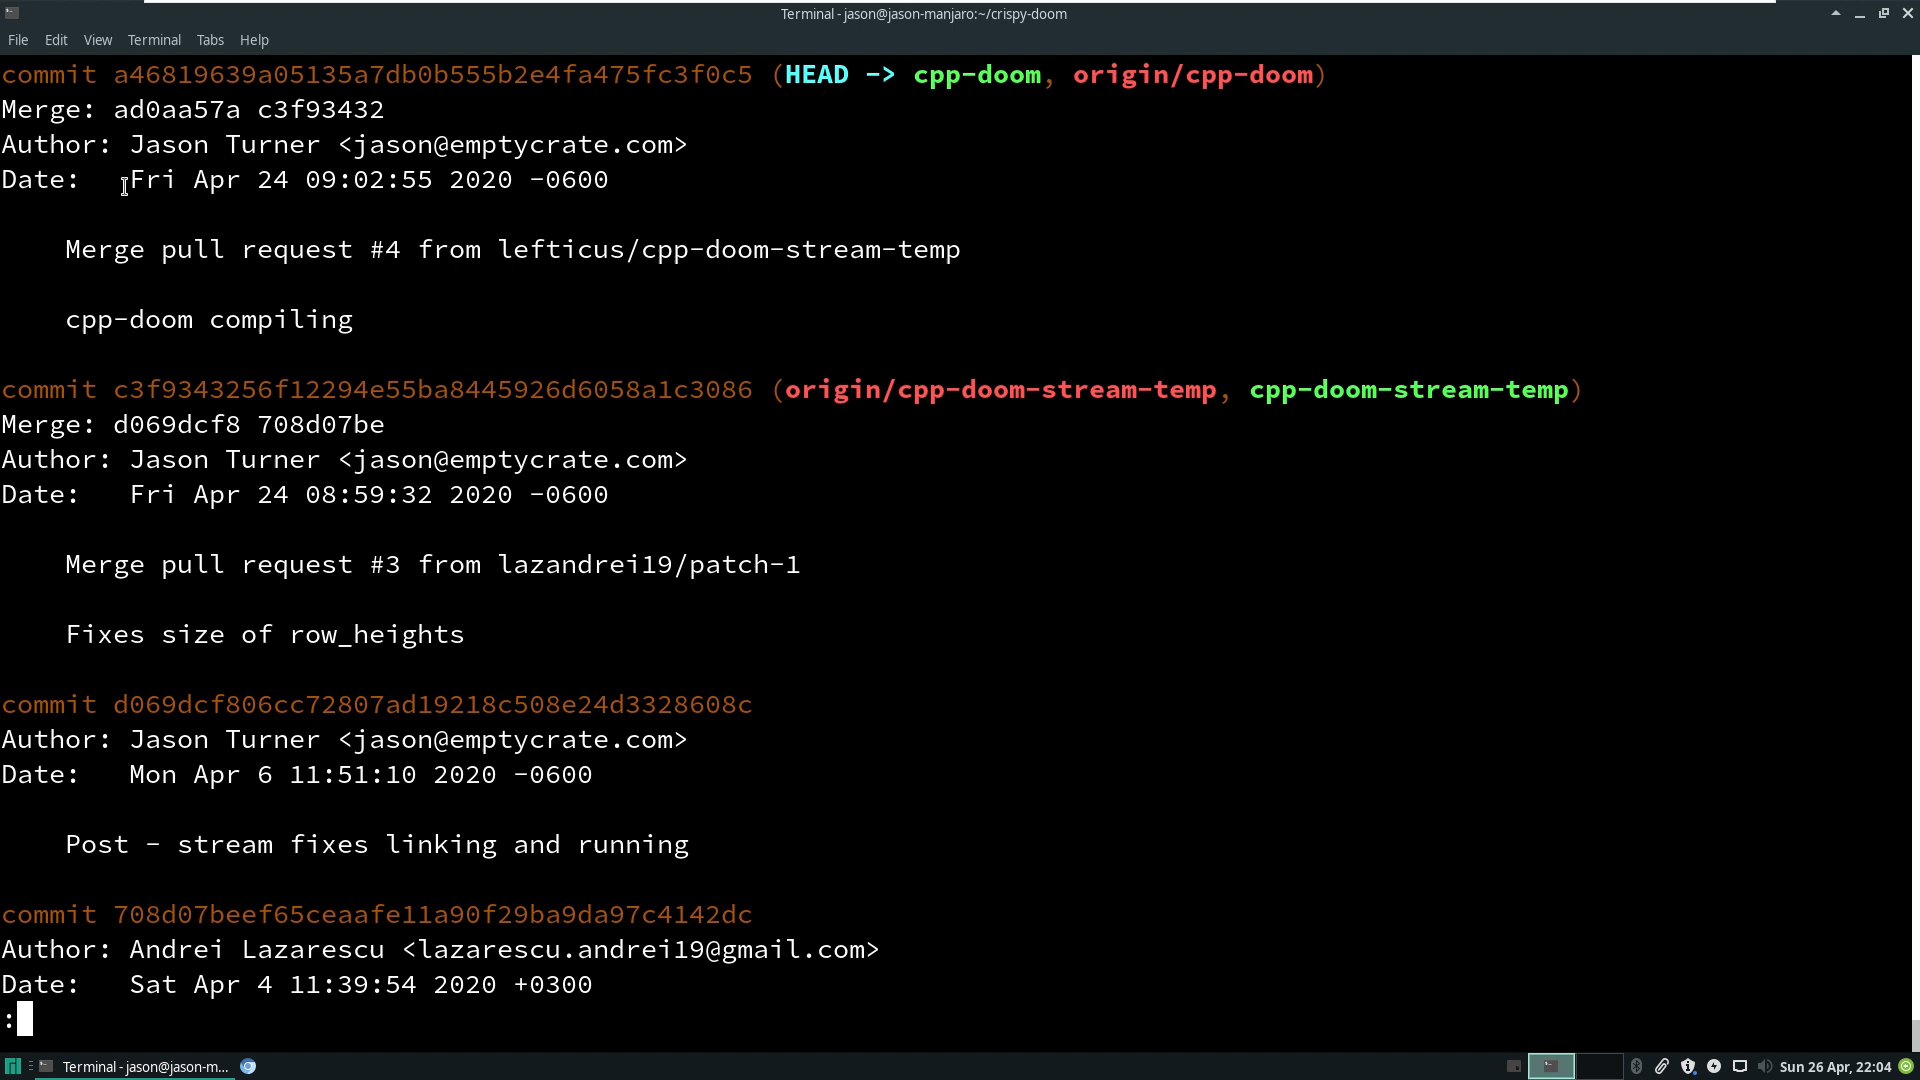 Terminal - jason@jason-manjaro:~/crispy-doom
File Edit View Terminal Tabs Help
commit a46819639a05135a7db0b555b2e4fa475fc3f0c5 (HEAD -> cpp-doom, origin/cpp-doom)
Merge: ad0aa57a c3f93432
Author: Jason Turner <jason@emptycrate.com>
Date:   Fri Apr 24 09:02:55 2020 -0600
Merge pull request #4 from lefticus/cpp-doom-stream-temp
cpp-doom compiling
commit c3f9343256f12294e55ba8445926d6058a1c3086 (origin/cpp-doom-stream-temp, cpp-doom-stream-temp)
Merge: d069dcf8 708d07be
Author: Jason Turner <jason@emptycrate.com>
Date:   Fri Apr 24 08:59:32 2020 -0600
Merge pull request #3 from lazandrei19/patch-1
Fixes size of row_heights
commit d069dcf806cc72807ad19218c508e24d3328608c
Author: Jason Turner <jason@emptycrate.com>
Date:   Mon Apr 6 11:51:10 2020 -0600
Post - stream fixes linking and running
commit 708d07beef65ceaafe11a90f29ba9da97c4142dc
Author: Andrei Lazarescu <lazarescu.andrei19@gmail.com>
Date:   Sat Apr 4 11:39:54 2020 +0300
:
Terminal - jason@jason-m...
Sun 26 Apr, 22:04